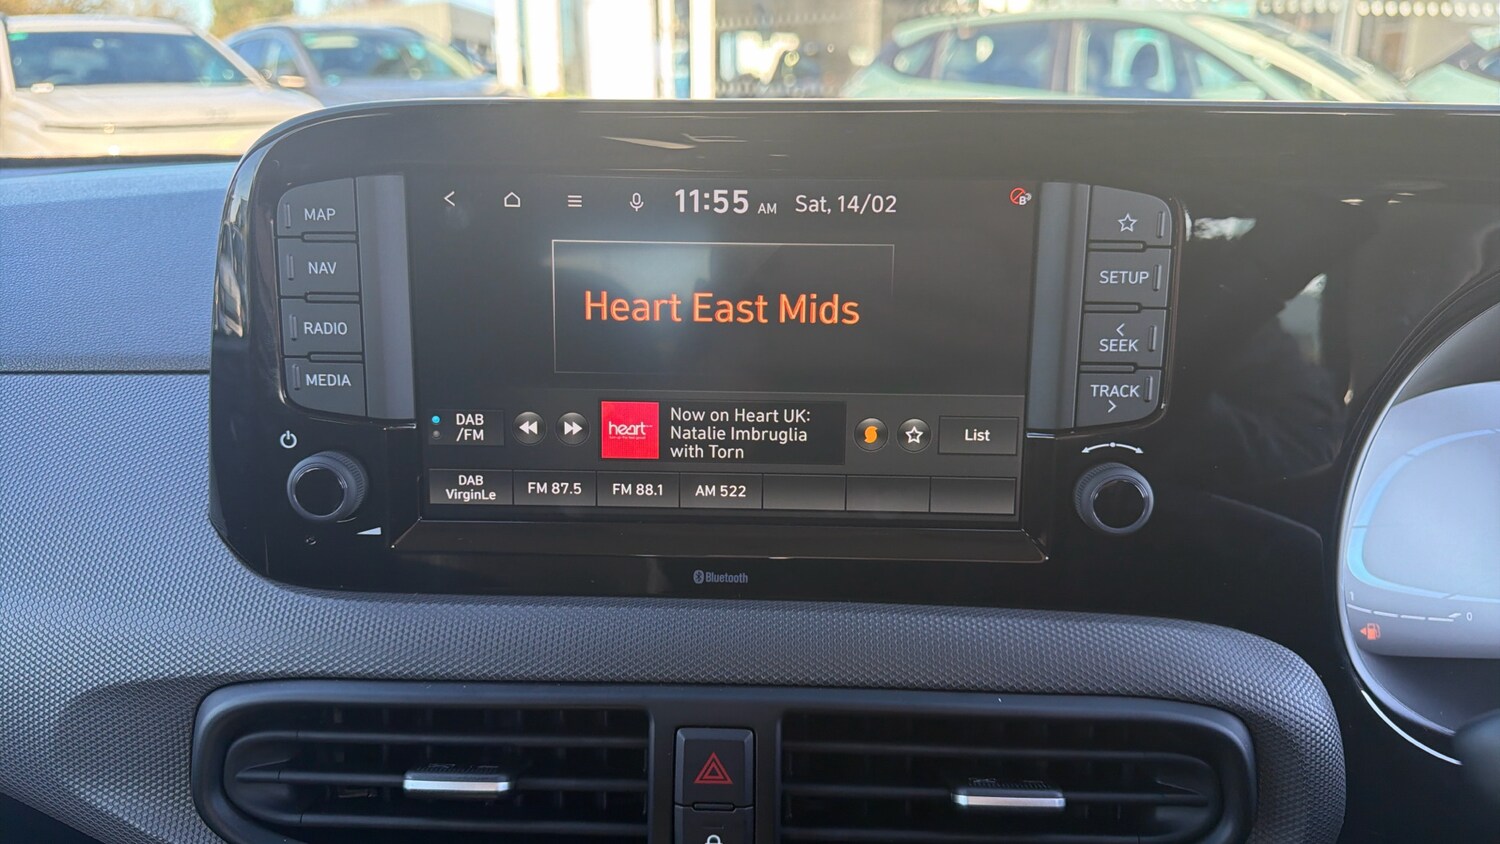 MAP
NAV
RADIO
MEDIA
11:55 AM Sat, 14/02
Heart East Mids
DAB
/FM
heart
Now on Heart UK:
Natalie Imbruglia
with Torn
List
DAB
VirginLe
FM 87.5
FM 88.1
AM 522
SETUP
SEEK
TRACK
Bluetooth
1
0